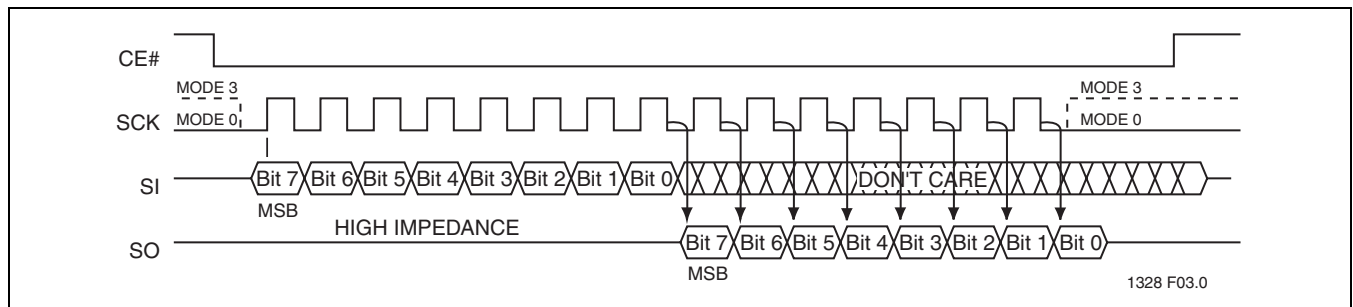 CE#
MODE 3 MODE 3
SCK MODE 0 MODE 0
SI Bit 7 Bit 6 Bit 5 Bit 4 Bit 3 Bit 2 Bit 1 Bit 0 DON'T CARE
MSB
HIGH IMPEDANCE
SO Bit 7 Bit 6 Bit 5 Bit 4 Bit 3 Bit 2 Bit 1 Bit 0
MSB
1328 F03.0